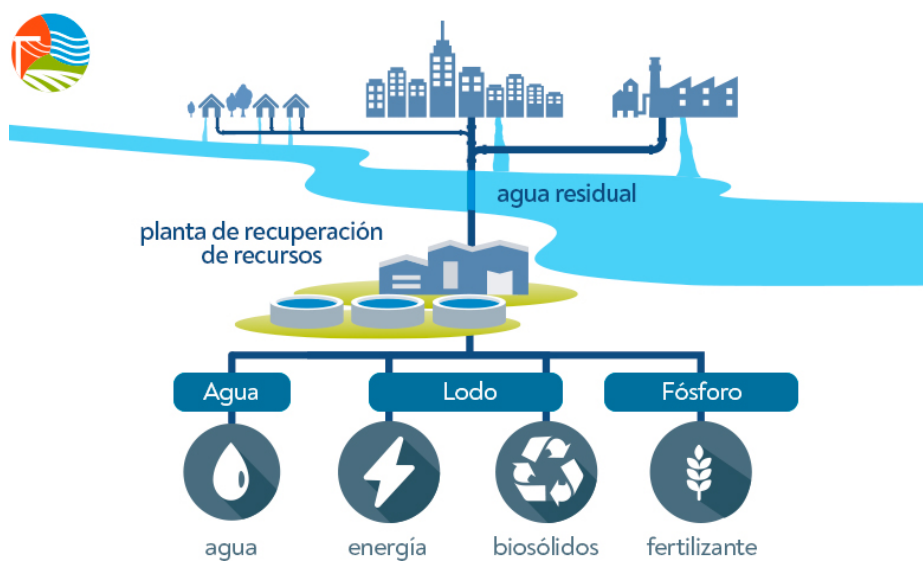 agua residual
planta de recuperación
de recursos
Agua
Lodo
Fósforo
agua
energía
biosólidos
fertilizante